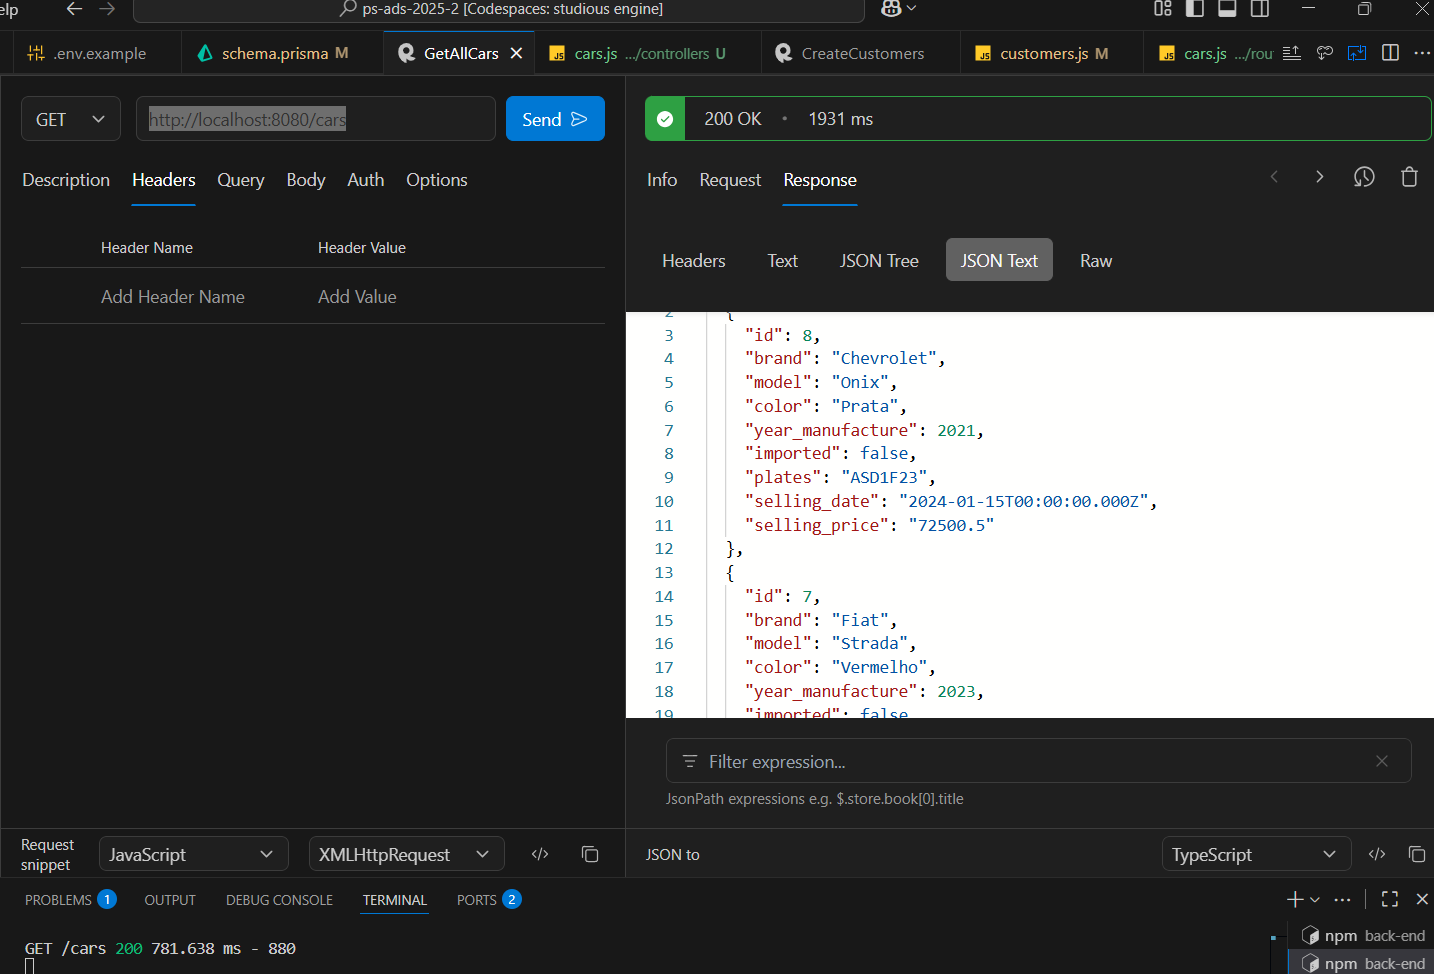 elp
ps-ads-2025-2 [Codespaces: studious engine]
.env.example
schema.prisma M
GetAllCars
JS cars.js .../controllers U
CreateCustomers
JS customers.js M
JS cars.js .../rou
GET
http://localhost:8080/cars
Send
200 OK • 1931 ms
Description Headers Query Body Auth Options
Info Request Response
Header Name Header Value
Add Header Name Add Value
Headers Text JSON Tree JSON Text Raw
2 {
3 "id": 8,
4 "brand": "Chevrolet",
5 "model": "Onix",
6 "color": "Prata",
7 "year_manufacture": 2021,
8 "imported": false,
9 "plates": "ASD1F23",
10 "selling_date": "2024-01-15T00:00:00.000Z",
11 "selling_price": "72500.5"
12 },
13 {
14 "id": 7,
15 "brand": "Fiat",
16 "model": "Strada",
17 "color": "Vermelho",
18 "year_manufacture": 2023,
19 "imported": false
Filter expression...
JsonPath expressions e.g. $.store.book[0].title
Request snippet
JavaScript
XMLHttpRequest
JSON to
TypeScript
PROBLEMS 1 OUTPUT DEBUG CONSOLE TERMINAL PORTS 2
GET /cars 200 781.638 ms - 880
npm back-end
npm back-end